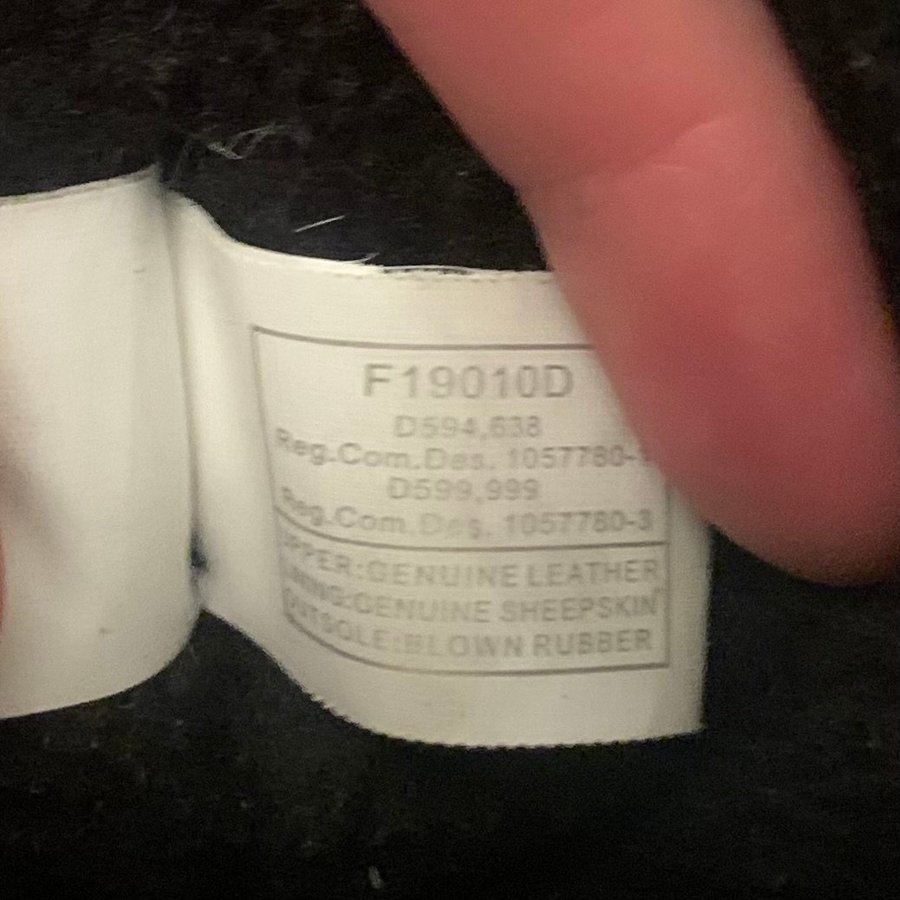 F19010D
D594,638
Reg.Com.Des. 1057780-
D599,999
Reg.Com.Des. 1057780-3
UPPER:GENUINE LEATHER
LINING:GENUINE SHEEPSKIN
OUTSOLE:BLOWN RUBBER